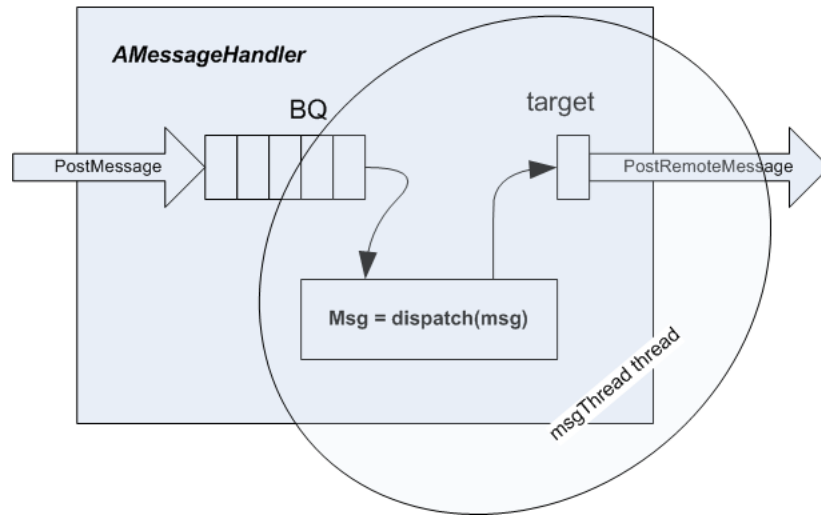 AMessageHandler
BQ
target
PostMessage
PostRemoteMessage
Msg = dispatch(msg)
msgThread thread